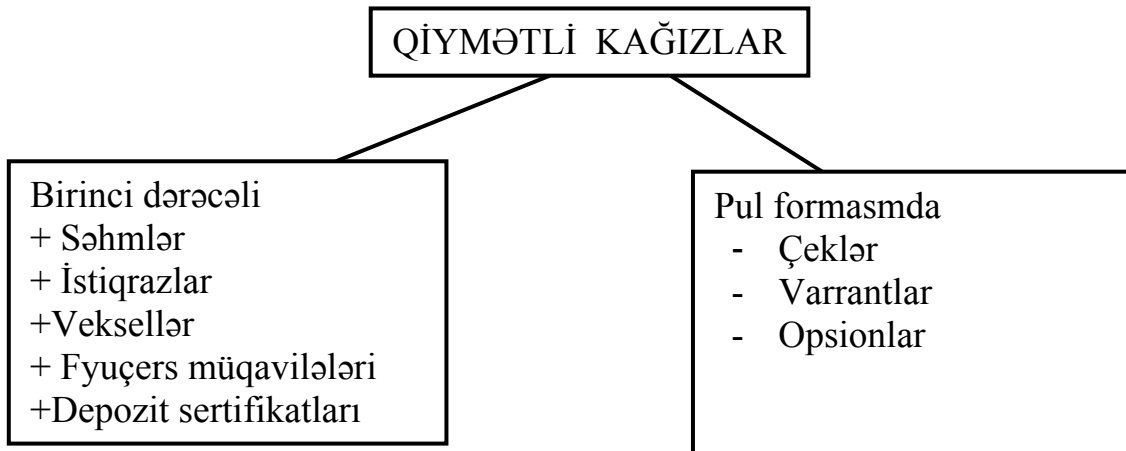 QİYMƏTLİ KAĞIZLAR
Birinci dərəcəli
+ Səhmlər
+ İstiqrazlar
+Veksellər
+ Fyuçers müqavilələri
+Depozit sertifikatları
Pul formasmda
- Çeklər
- Varrantlar
- Opsionlar